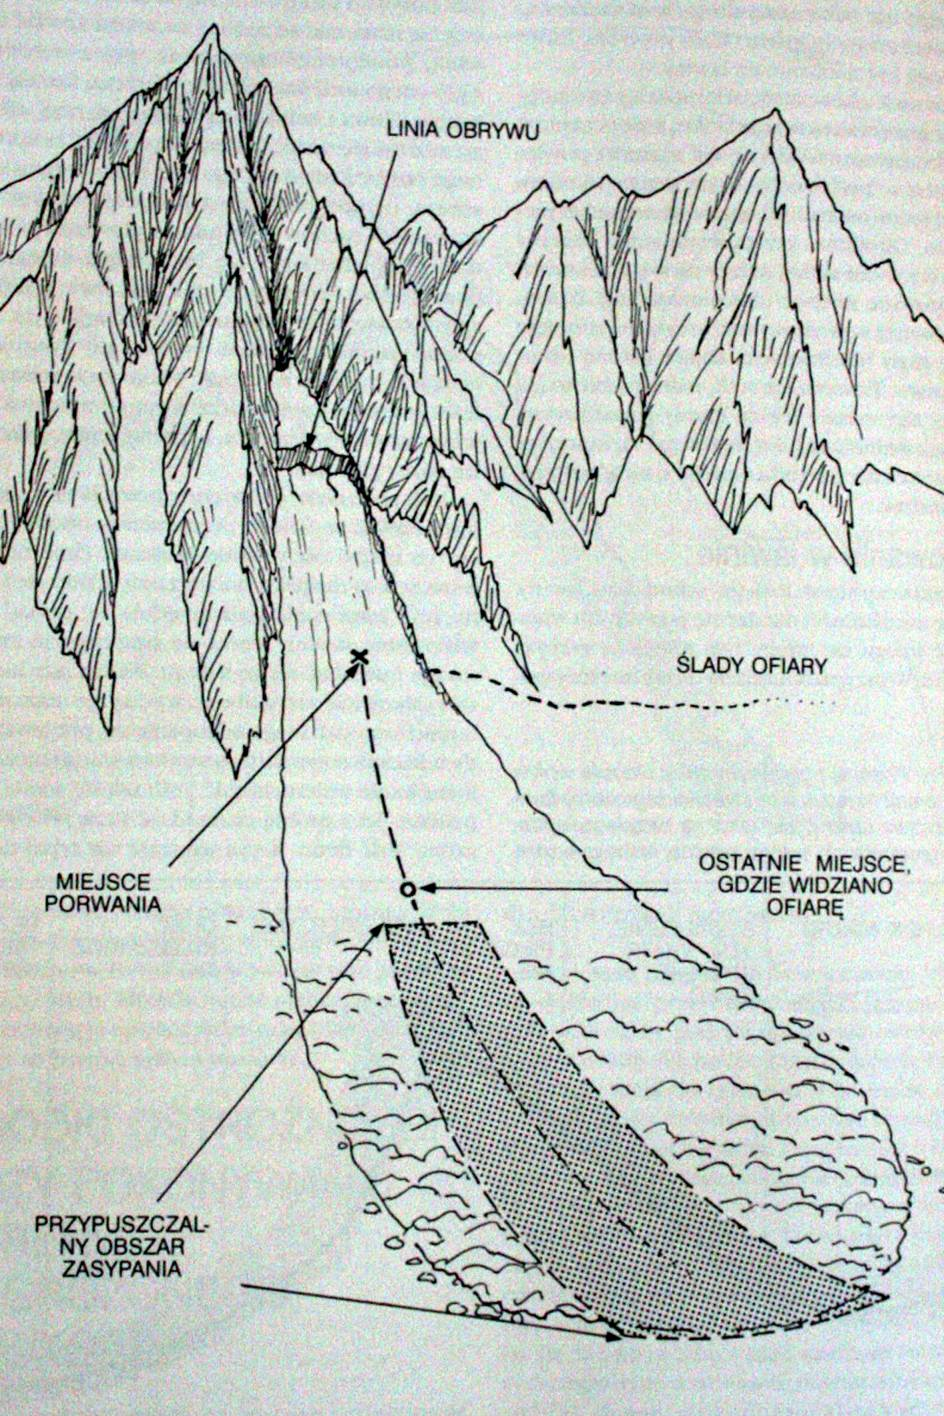 LINIA OBRYWU
ŚLADY OFIARY
OSTATNIE MIEJSCE,
GDZIE WIDZIANO
OFIARĘ
MIEJSCE
PORWANIA
PRZYPUSZCZAL-
NY OBSZAR
ZASYPANIA